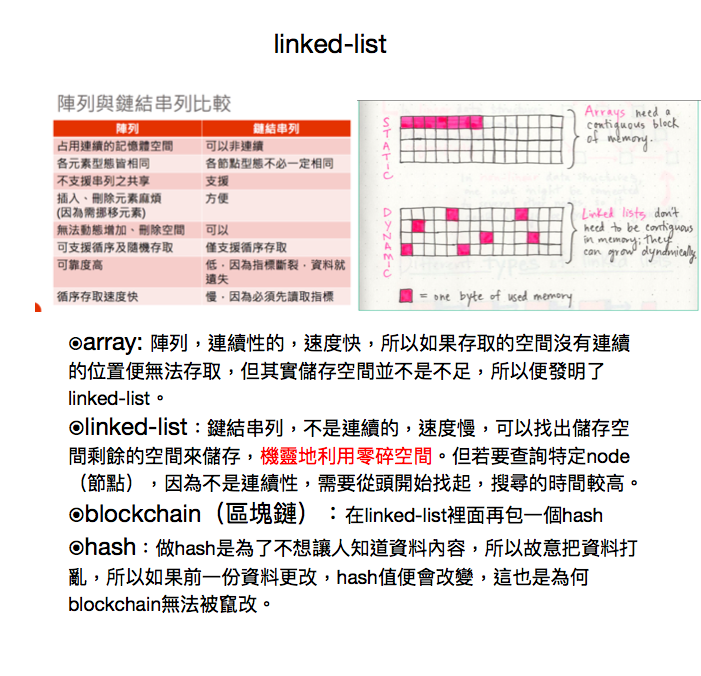 linked-list
陣列與鏈結串列比較
陣列 鏈結串列
占用連續的記憶體空間 可以非連續
各元素型態皆相同 各節點型態不必一定相同
不支援串列之共享 支援
插入、刪除元素麻煩 方便
(因為需挪移元素)
無法動態增加、刪除空間 可以
可支援循序及隨機存取 僅支援循序存取
可靠度高 低，因為指標斷裂，資料就
遺失
循序存取速度快 慢，因為必須先讀取指標
STATIC
Arrays need a
contiguous block
of memory.
DYNAMIC
Linked lists don't
need to be contiguous
in memory; they
can grow dynamically.
= one byte of used memory
◉array: 陣列，連續性的，速度快，所以如果存取的空間沒有連續
的位置便無法存取，但其實儲存空間並不是不足，所以便發明了
linked-list。
◉linked-list：鍵結串列，不是連續的，速度慢，可以找出儲存空
間剩餘的空間來儲存，機靈地利用零碎空間。但若要查詢特定node
（節點），因為不是連續性，需要從頭開始找起，搜尋的時間較高。
◉blockchain（區塊鏈）：在linked-list裡面再包一個hash
◉hash：做hash是為了不想讓人知道資料內容，所以故意把資料打
亂，所以如果前一份資料更改，hash值便會改變，這也是為何
blockchain無法被竄改。